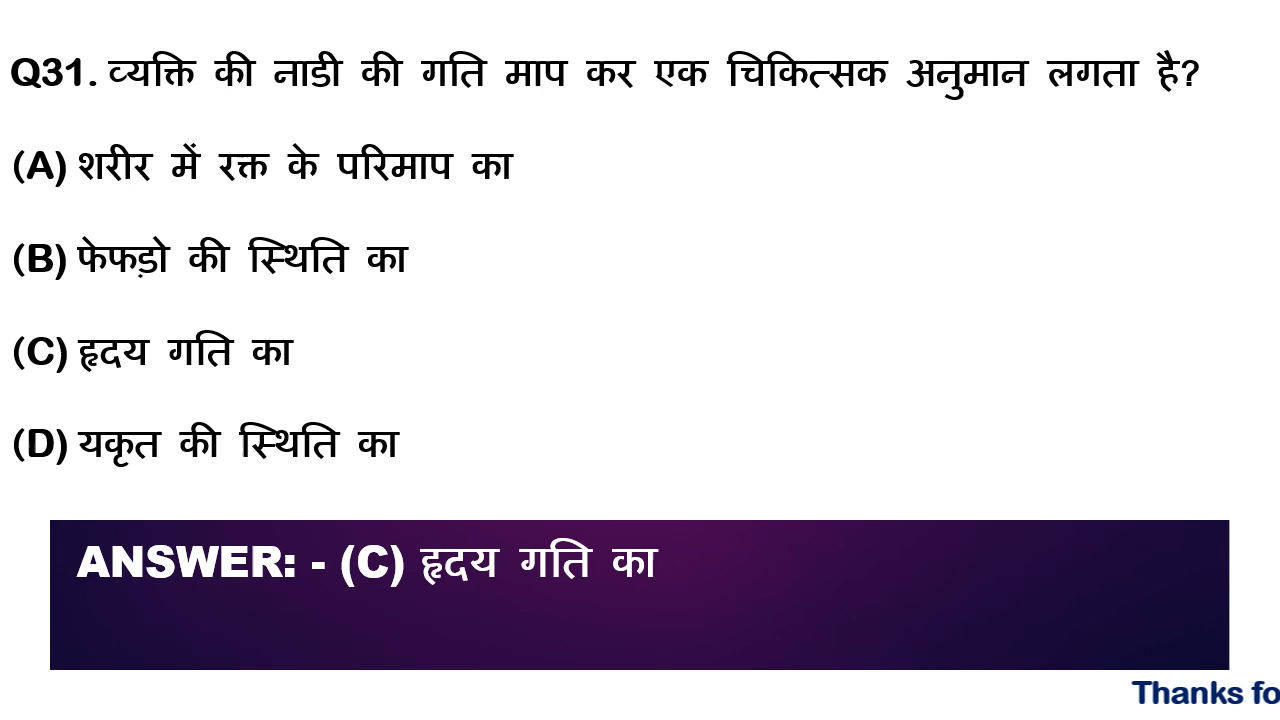 Q31. व्यक्ति की नाडी की गति माप कर एक चिकित्सक अनुमान लगता है?
(A) शरीर में रक्त के परिमाप का
(B) फेफड़ो की स्थिति का
(C) हृदय गति का
(D) यकृत की स्थिति का
ANSWER: - (C) हृदय गति का
Thanks fo